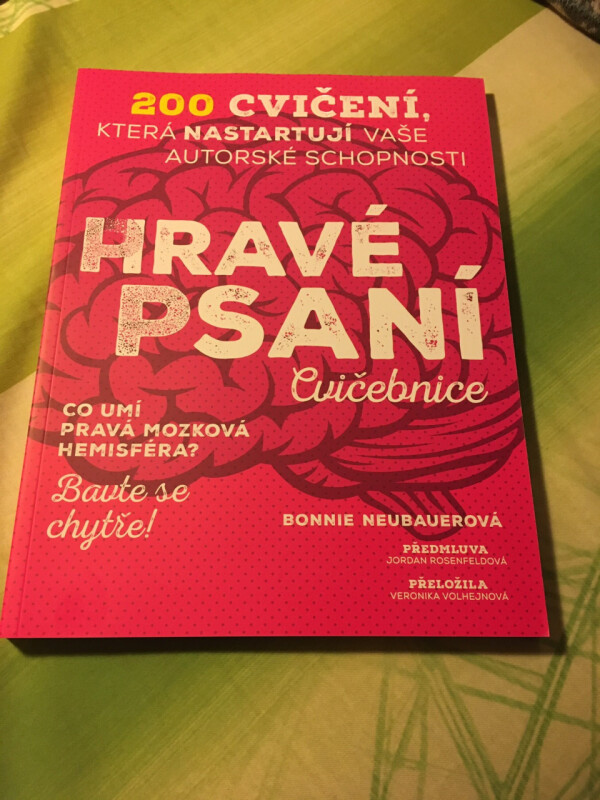 200 CVIČENÍ,
KTERÁ NASTARTUJÍ VAŠE
AUTORSKÉ SCHOPNOSTI
HRAVÉ
PSANÍ
Cvičebnice
CO UMÍ
PRAVÁ MOZKOVÁ
HEMISFÉRA?
Bavte se
chytře!
BONNIE NEUBAUEROVÁ
PŘEDMLUVA
JORDAN ROSENFELDOVÁ
PŘELOŽILA
VERONIKA VOLHEJNOVÁ